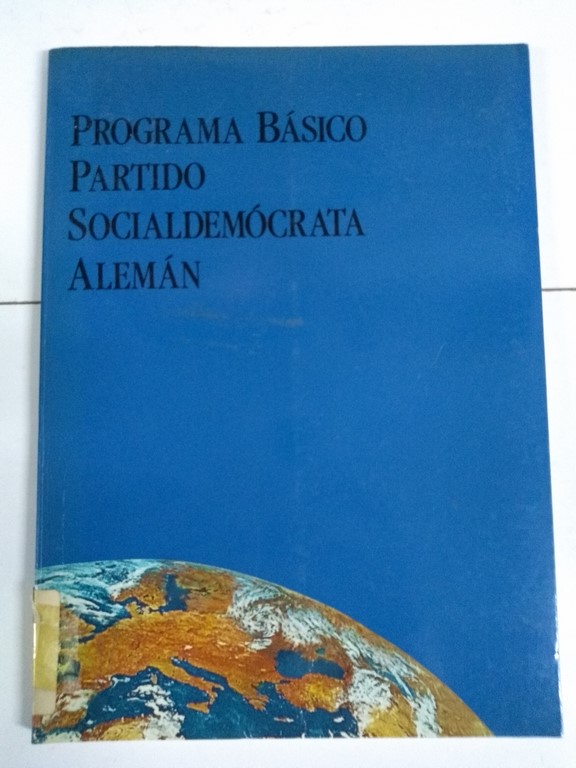 PROGRAMA BÁSICO
PARTIDO
SOCIALDEMÓCRATA
ALEMÁN